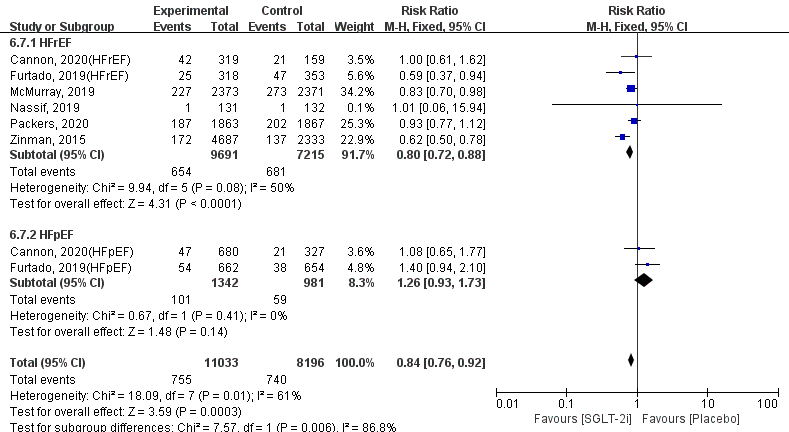 Experimental Control Risk Ratio Risk Ratio
Study or Subgroup Events Total Events Total Weight M-H, Fixed, 95% CI M-H, Fixed, 95% CI
6.7.1 HFrEF
Cannon, 2020(HFrEF) 42 319 21 159 3.5% 1.00 [0.61, 1.62]
Furtado, 2019(HFrEF) 25 318 47 353 5.6% 0.59 [0.37, 0.94]
McMurray, 2019 227 2373 273 2371 34.2% 0.83 [0.70, 0.98]
Nassif, 2019 1 131 1 132 0.1% 1.01 [0.06, 15.94]
Packers, 2020 187 1863 202 1867 25.3% 0.93 [0.77, 1.12]
Zinman, 2015 172 4687 137 2333 22.9% 0.62 [0.50, 0.78]
Subtotal (95% CI) 9691 7215 91.7% 0.80 [0.72, 0.88]
Total events 654 681
Heterogeneity: Chi² = 9.94, df = 5 (P = 0.08); I² = 50%
Test for overall effect: Z = 4.31 (P < 0.0001)
6.7.2 HFpEF
Cannon, 2020(HFpEF) 47 680 21 327 3.6% 1.08 [0.65, 1.77]
Furtado, 2019(HFpEF) 54 662 38 654 4.8% 1.40 [0.94, 2.10]
Subtotal (95% CI) 1342 981 8.3% 1.26 [0.93, 1.73]
Total events 101 59
Heterogeneity: Chi² = 0.67, df = 1 (P = 0.41); I² = 0%
Test for overall effect: Z = 1.48 (P = 0.14)
Total (95% CI) 11033 8196 100.0% 0.84 [0.76, 0.92]
Total events 755 740
Heterogeneity: Chi² = 18.09, df = 7 (P = 0.01); I² = 61%
Test for overall effect: Z = 3.59 (P = 0.0003)
Test for subgroup differences: Chi² = 7.57, df = 1 (P = 0.006), I² = 86.8%
0.01 0.1 1 10 100
Favours [SGLT-2i] Favours [Placebo]